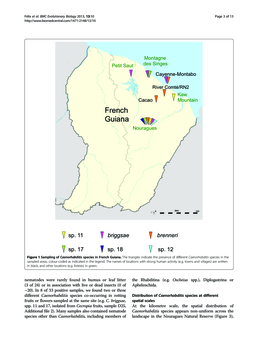 Félix et al. BMC Evolutionary Biology 2013, 13:10
http://www.biomedcentral.com/1471-2148/13/10
Page 3 of 13
Montagne
des Singes
Petit Saut
Cayenne-Montabo
River Comté/RN2
Cacao
Kaw
Mountain
French
Guiana
Nouragues
sp. 11
briggsae
brenneri
sp. 17
sp. 18
sp. 12
Figure 1 Sampling of Caenorhabditis species in French Guiana. The triangles indicate the presence of different Caenorhabditis species in the
sampled areas, colour-coded as indicated in the legend. The names of locations with strong human activity (e.g. towns and villages) are written
in black, and other locations (e.g. forests) in green.
nematodes were rarely found in humus or leaf litter
(3 of 24) or in association with live or dead insects (0 of
~20). In 8 of 53 positive samples, we found two or three
different Caenorhabditis species co-occurring in rotting
fruits or flowers sampled at the same site (e.g. C. briggsae,
spp. 11 and 17, isolated from Cecropia fruits, sample D25,
Additional file 2). Many samples also contained nematode
species other than Caenorhabditis, including members of
the Rhabditina (e.g. Oscheius spp.), Diplogastrina or
Aphelenchida.
Distribution of Caenorhabditis species at different
spatial scales
At the kilometer scale, the spatial distribution of
Caenorhabditis species appears non-uniform across the
landscape in the Nouragues Natural Reserve (Figure 2).